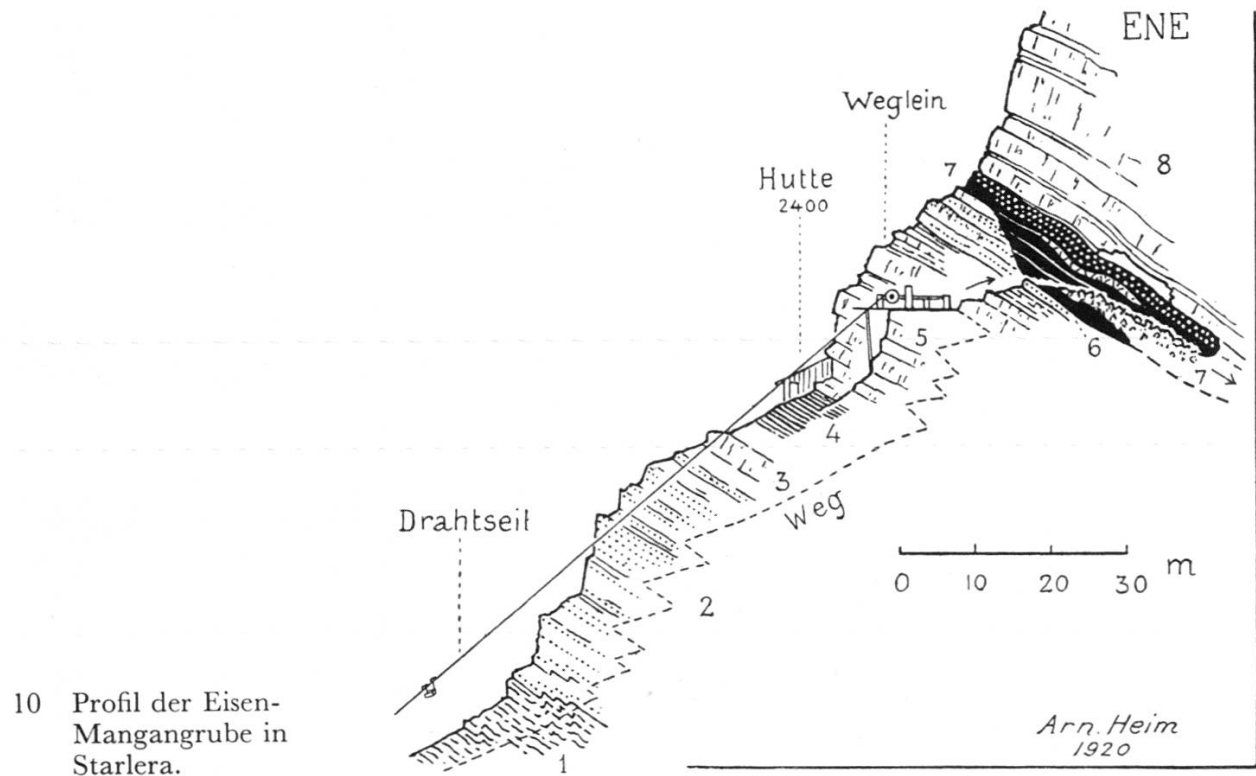 ENE
Weglein
8
7
Hutte
2400
5
6
7
4
3
Weg
Drahtseil
0 10 20 30 m
2
10 Profil der Eisen-
Mangangrube in
Starlera.
Arn. Heim
1920
1